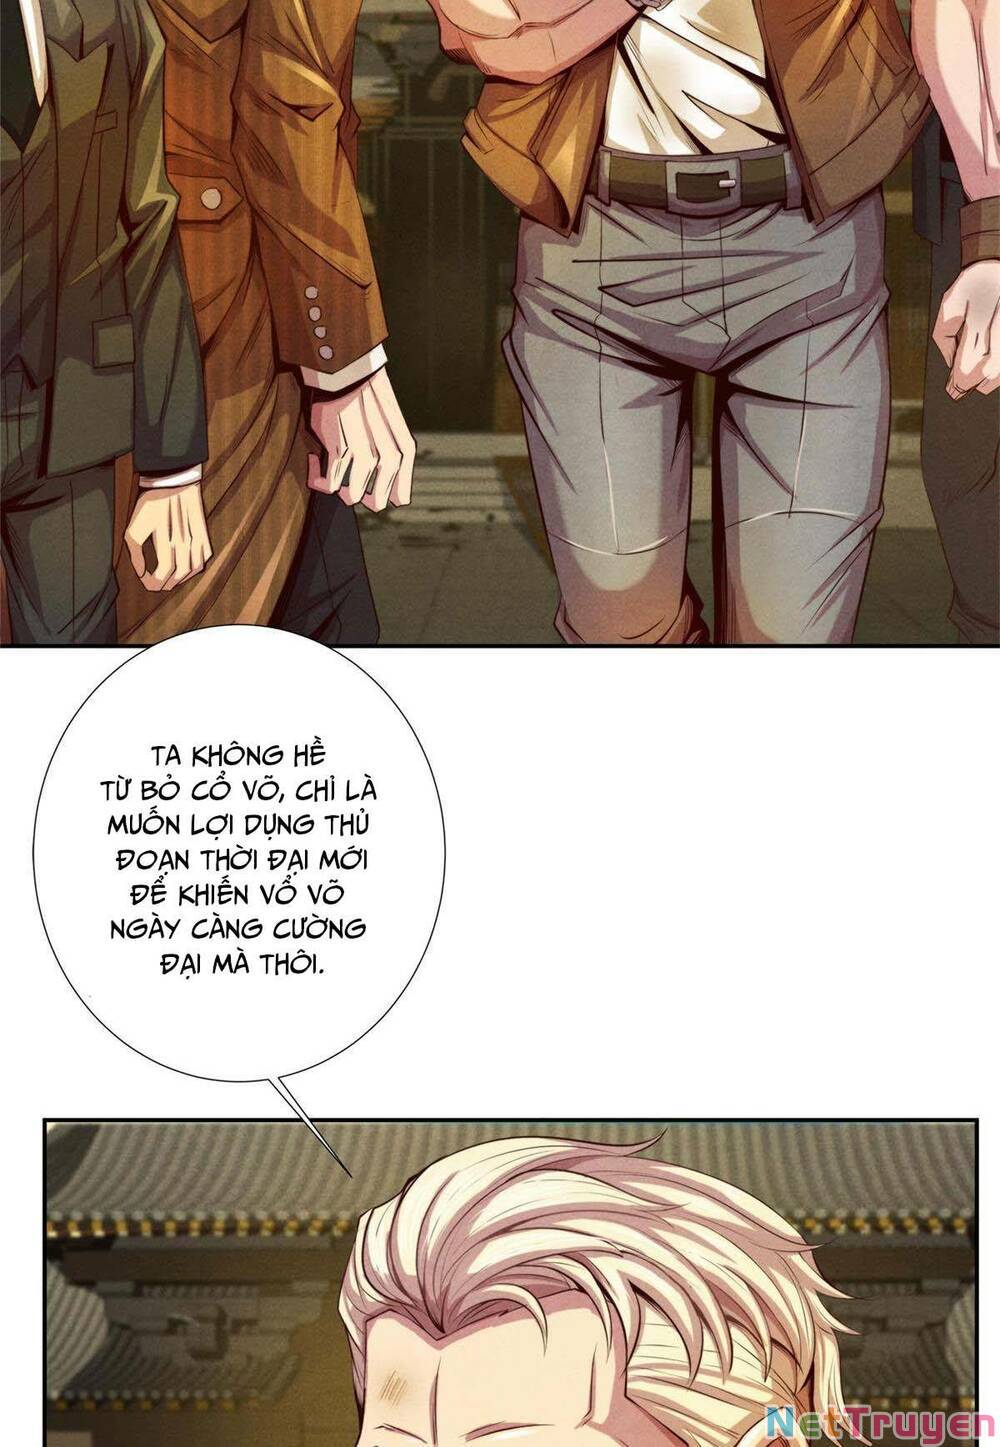 TA KHÔNG HỀ
TỪ BỎ CỔ VÕ, CHỈ LÀ
MUỐN LỢI DỤNG THỦ
ĐOẠN THỜI ĐẠI MỚI
ĐỂ KHIẾN VỔ VÕ
NGÀY CÀNG CƯỜNG
ĐẠI MÀ THÔI.
NetTruyen